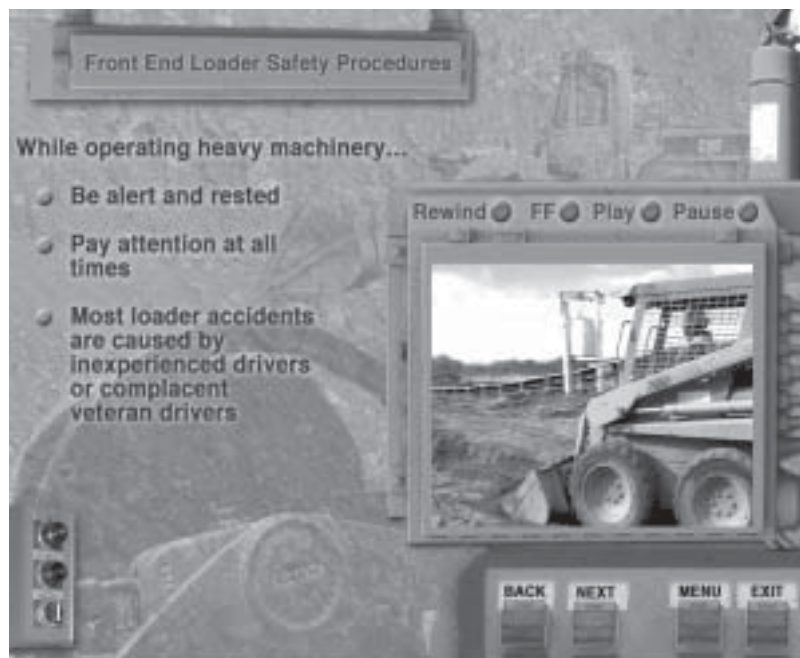 Front End Loader Safety Procedures
While operating heavy machinery...
Be alert and rested
Pay attention at all
times
Most loader accidents
are caused by
inexperienced drivers
or complacent
veteran drivers
Rewind FF Play Pause
BACK NEXT MENU EXIT